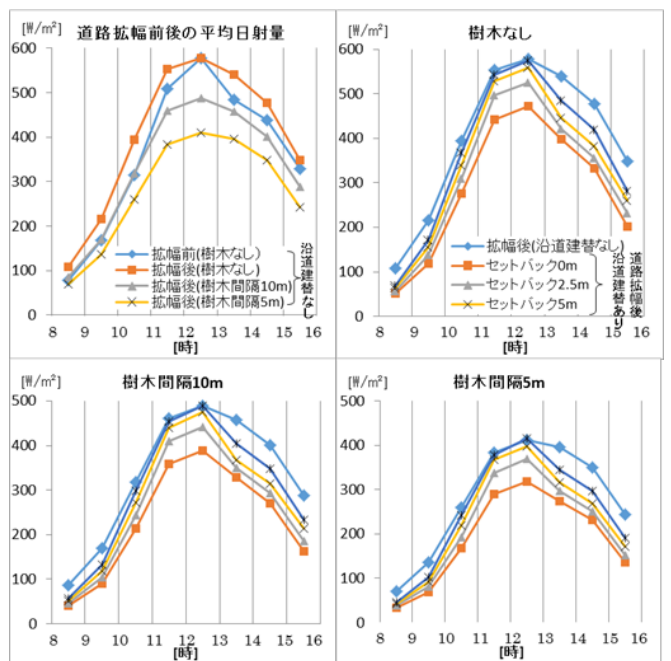 [W/m²]
道路拡幅前後の平均日射量
600
500
400
300
200
100
0
拡幅前(樹木なし)
拡幅後(樹木なし)
拡幅後(樹木間隔10m)
拡幅後(樹木間隔5m)
沿道建替なし
8 9 10 11 12 13 14 15 16
[時]
[W/m²]
樹木なし
600
500
400
300
200
100
0
拡幅後(沿道建替なし)
セットバック0m
セットバック2.5m
セットバック5m
沿道建替あり
道路拡幅後
8 9 10 11 12 13 14 15 16
[時]
[W/m²]
樹木間隔10m
500
400
300
200
100
0
8 9 10 11 12 13 14 15 16
[時]
[W/m²]
樹木間隔5m
500
400
300
200
100
0
8 9 10 11 12 13 14 15 16
[時]